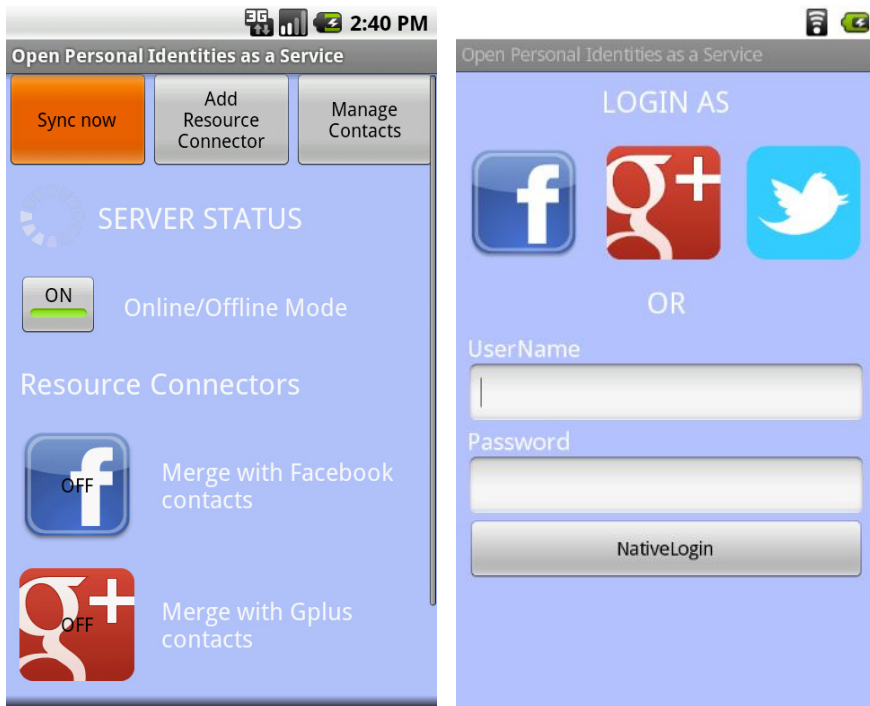 3G 2:40 PM
Open Personal Identities as a Service
Sync now
Add
Resource
Connector
Manage
Contacts
SERVER STATUS
ON
Online/Offline Mode
Resource Connectors
f
OFF
Merge with Facebook
contacts
g+
OFF
Merge with Gplus
contacts
Open Personal Identities as a Service
LOGIN AS
f
g+
OR
UserName
Password
NativeLogin